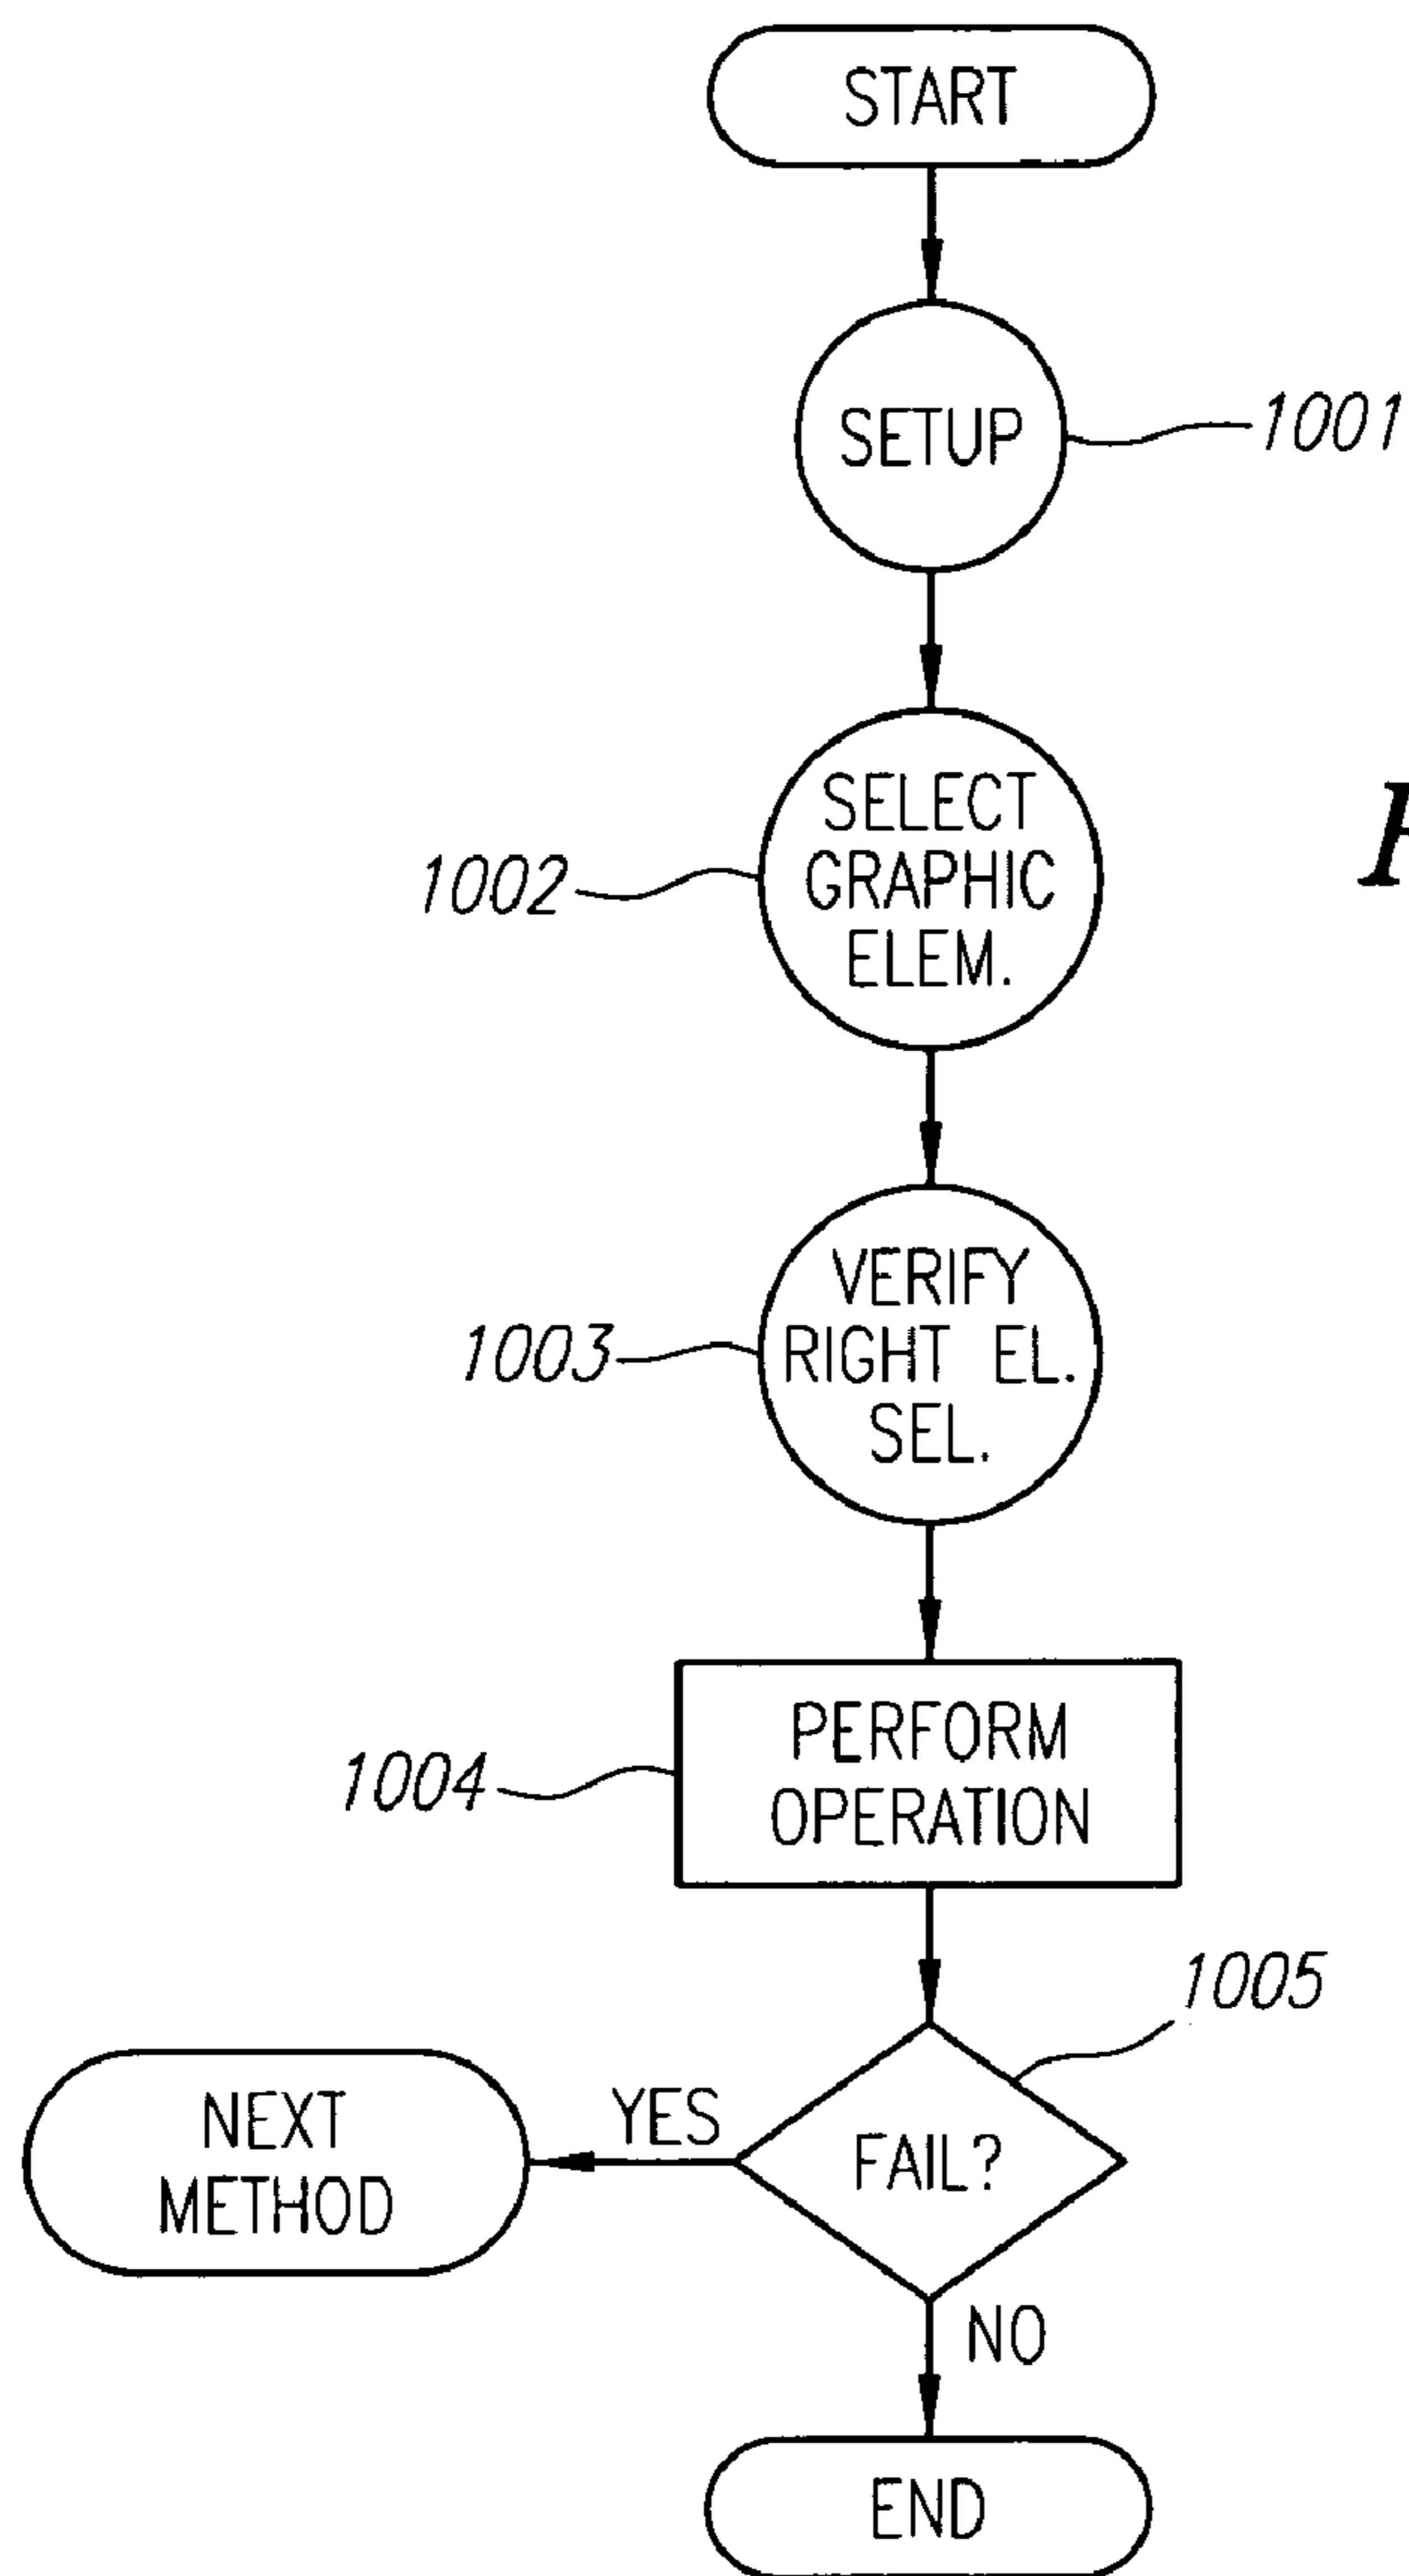 START
SETUP
1001
SELECT
GRAPHIC
ELEM.
1002
VERIFY
RIGHT EL.
SEL.
1003
PERFORM
OPERATION
1004
1005
FAIL?
YES
NEXT
METHOD
NO
END